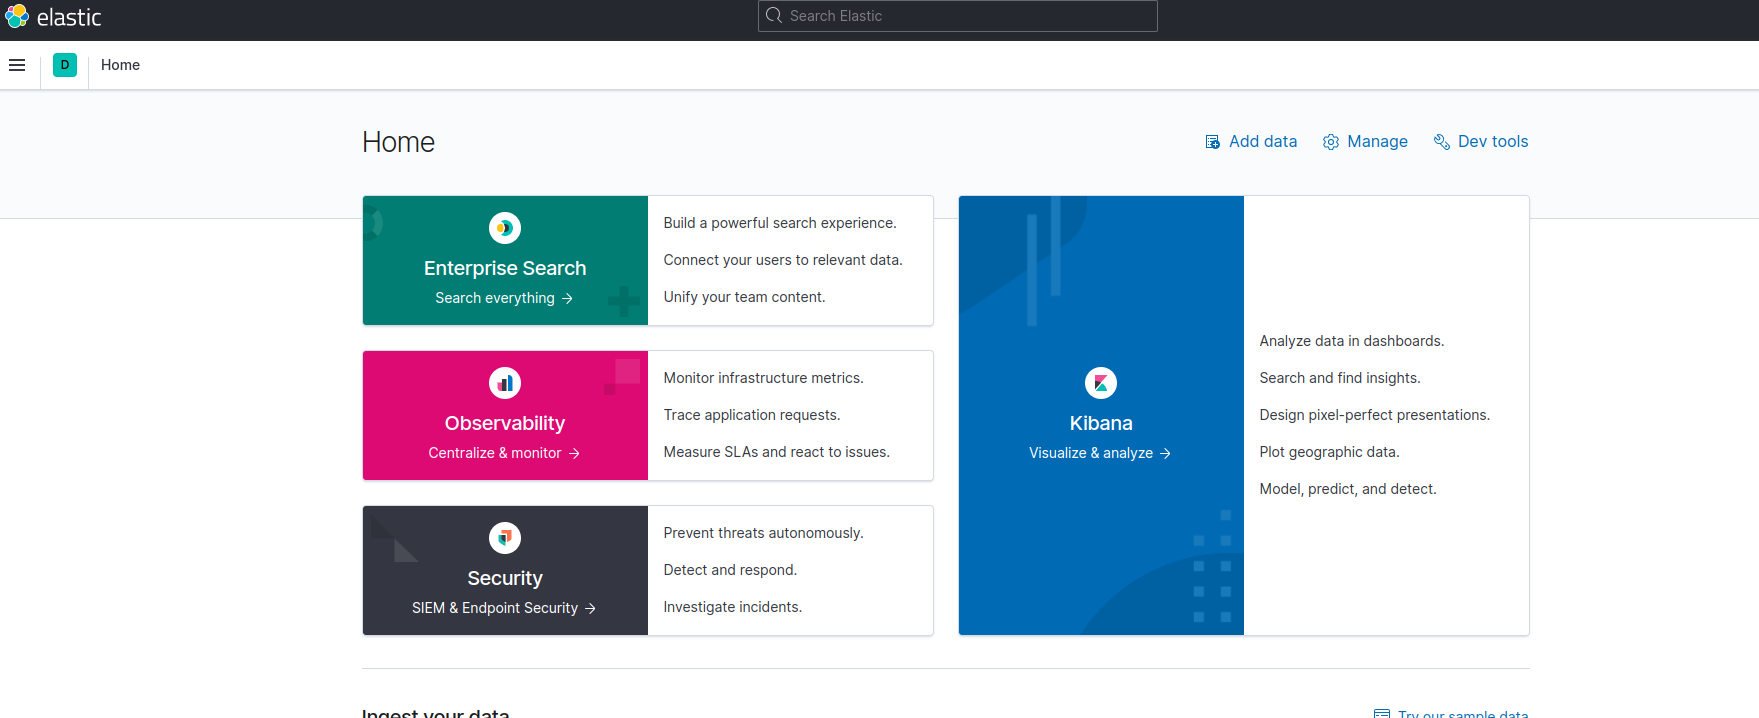 elastic
Search Elastic
D
Home
Home
Add data
Manage
Dev tools
Enterprise Search
Search everything →
Build a powerful search experience.
Connect your users to relevant data.
Unify your team content.
Observability
Centralize & monitor →
Monitor infrastructure metrics.
Trace application requests.
Measure SLAs and react to issues.
Security
SIEM & Endpoint Security →
Prevent threats autonomously.
Detect and respond.
Investigate incidents.
Kibana
Visualize & analyze →
Analyze data in dashboards.
Search and find insights.
Design pixel-perfect presentations.
Plot geographic data.
Model, predict, and detect.
Ingest your data
Try our sample data